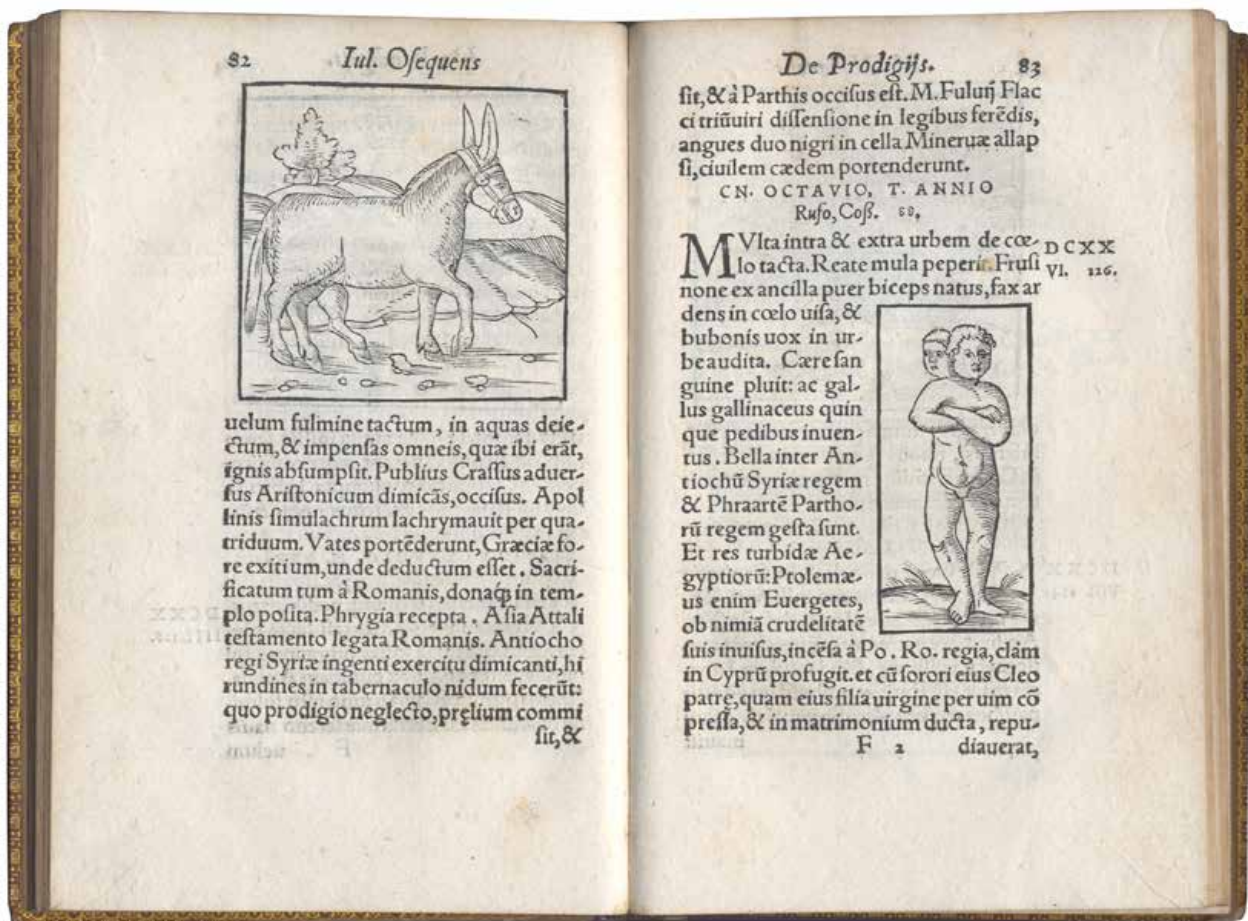 82 Iul. Oſequens
uelum fulmine tactum, in aquas deie-
ctum, & impenſas omneis, quæ ibi erāt,
ignis abſumpſit. Publius Craſſus aduer-
ſus Ariſtonicum dimicās, occiſus. Apol
linis ſimulachrum lachrymauit per qua-
triduum. Vates portēderunt, Græciæ fo-
re exitium, unde deductum eſſet. Sacri-
ficatum tum à Romanis, donaq́; in tem-
plo poſita. Phrygia recepta. Aſia Attali
teſtamento legata Romanis. Antiocho
regi Syriæ ingenti exercitu dimicanti, hi
rundines in tabernaculo nidum fecerūt:
quo prodigio neglecto, pręlium commi
ſit, &
De Prodigijs. 83
ſit, & à Parthis occiſus eſt. M. Fuluij Flac
ci triūuiri diſſenſione in legibus ferēdis,
angues duo nigri in cella Mineruæ allap
ſi, ciuilem cædem portenderunt.
CN. OCTAVIO, T. ANNIO
Rufo, Coſſ. 88.
MVlta intra & extra urbem de cœ-
lo tacta. Reate mula peperit. Fruſi
none ex ancilla puer biceps natus, fax ar
dens in cœlo uiſa, &
bubonis uox in ur-
be audita. Cære ſan
guine pluit: ac gal-
lus gallinaceus quin
que pedibus inuen-
tus. Bella inter An-
tiochū Syriæ regem
& Phraartē Partho-
rū regem geſta ſunt.
Et res turbidæ Ae-
gyptiorū: Ptolemæ-
us enim Euergetes,
ob nimiā crudelitatē
ſuis inuiſus, incēſa à Po. Ro. regia, clàm
in Cyprū profugit. et cū ſorori eius Cleo
patrę, quam eius filia uirgine per uim cō
preſſa, & in matrimonium ducta, repu-
F 2 diauerat,
DCXX
VI. 126.